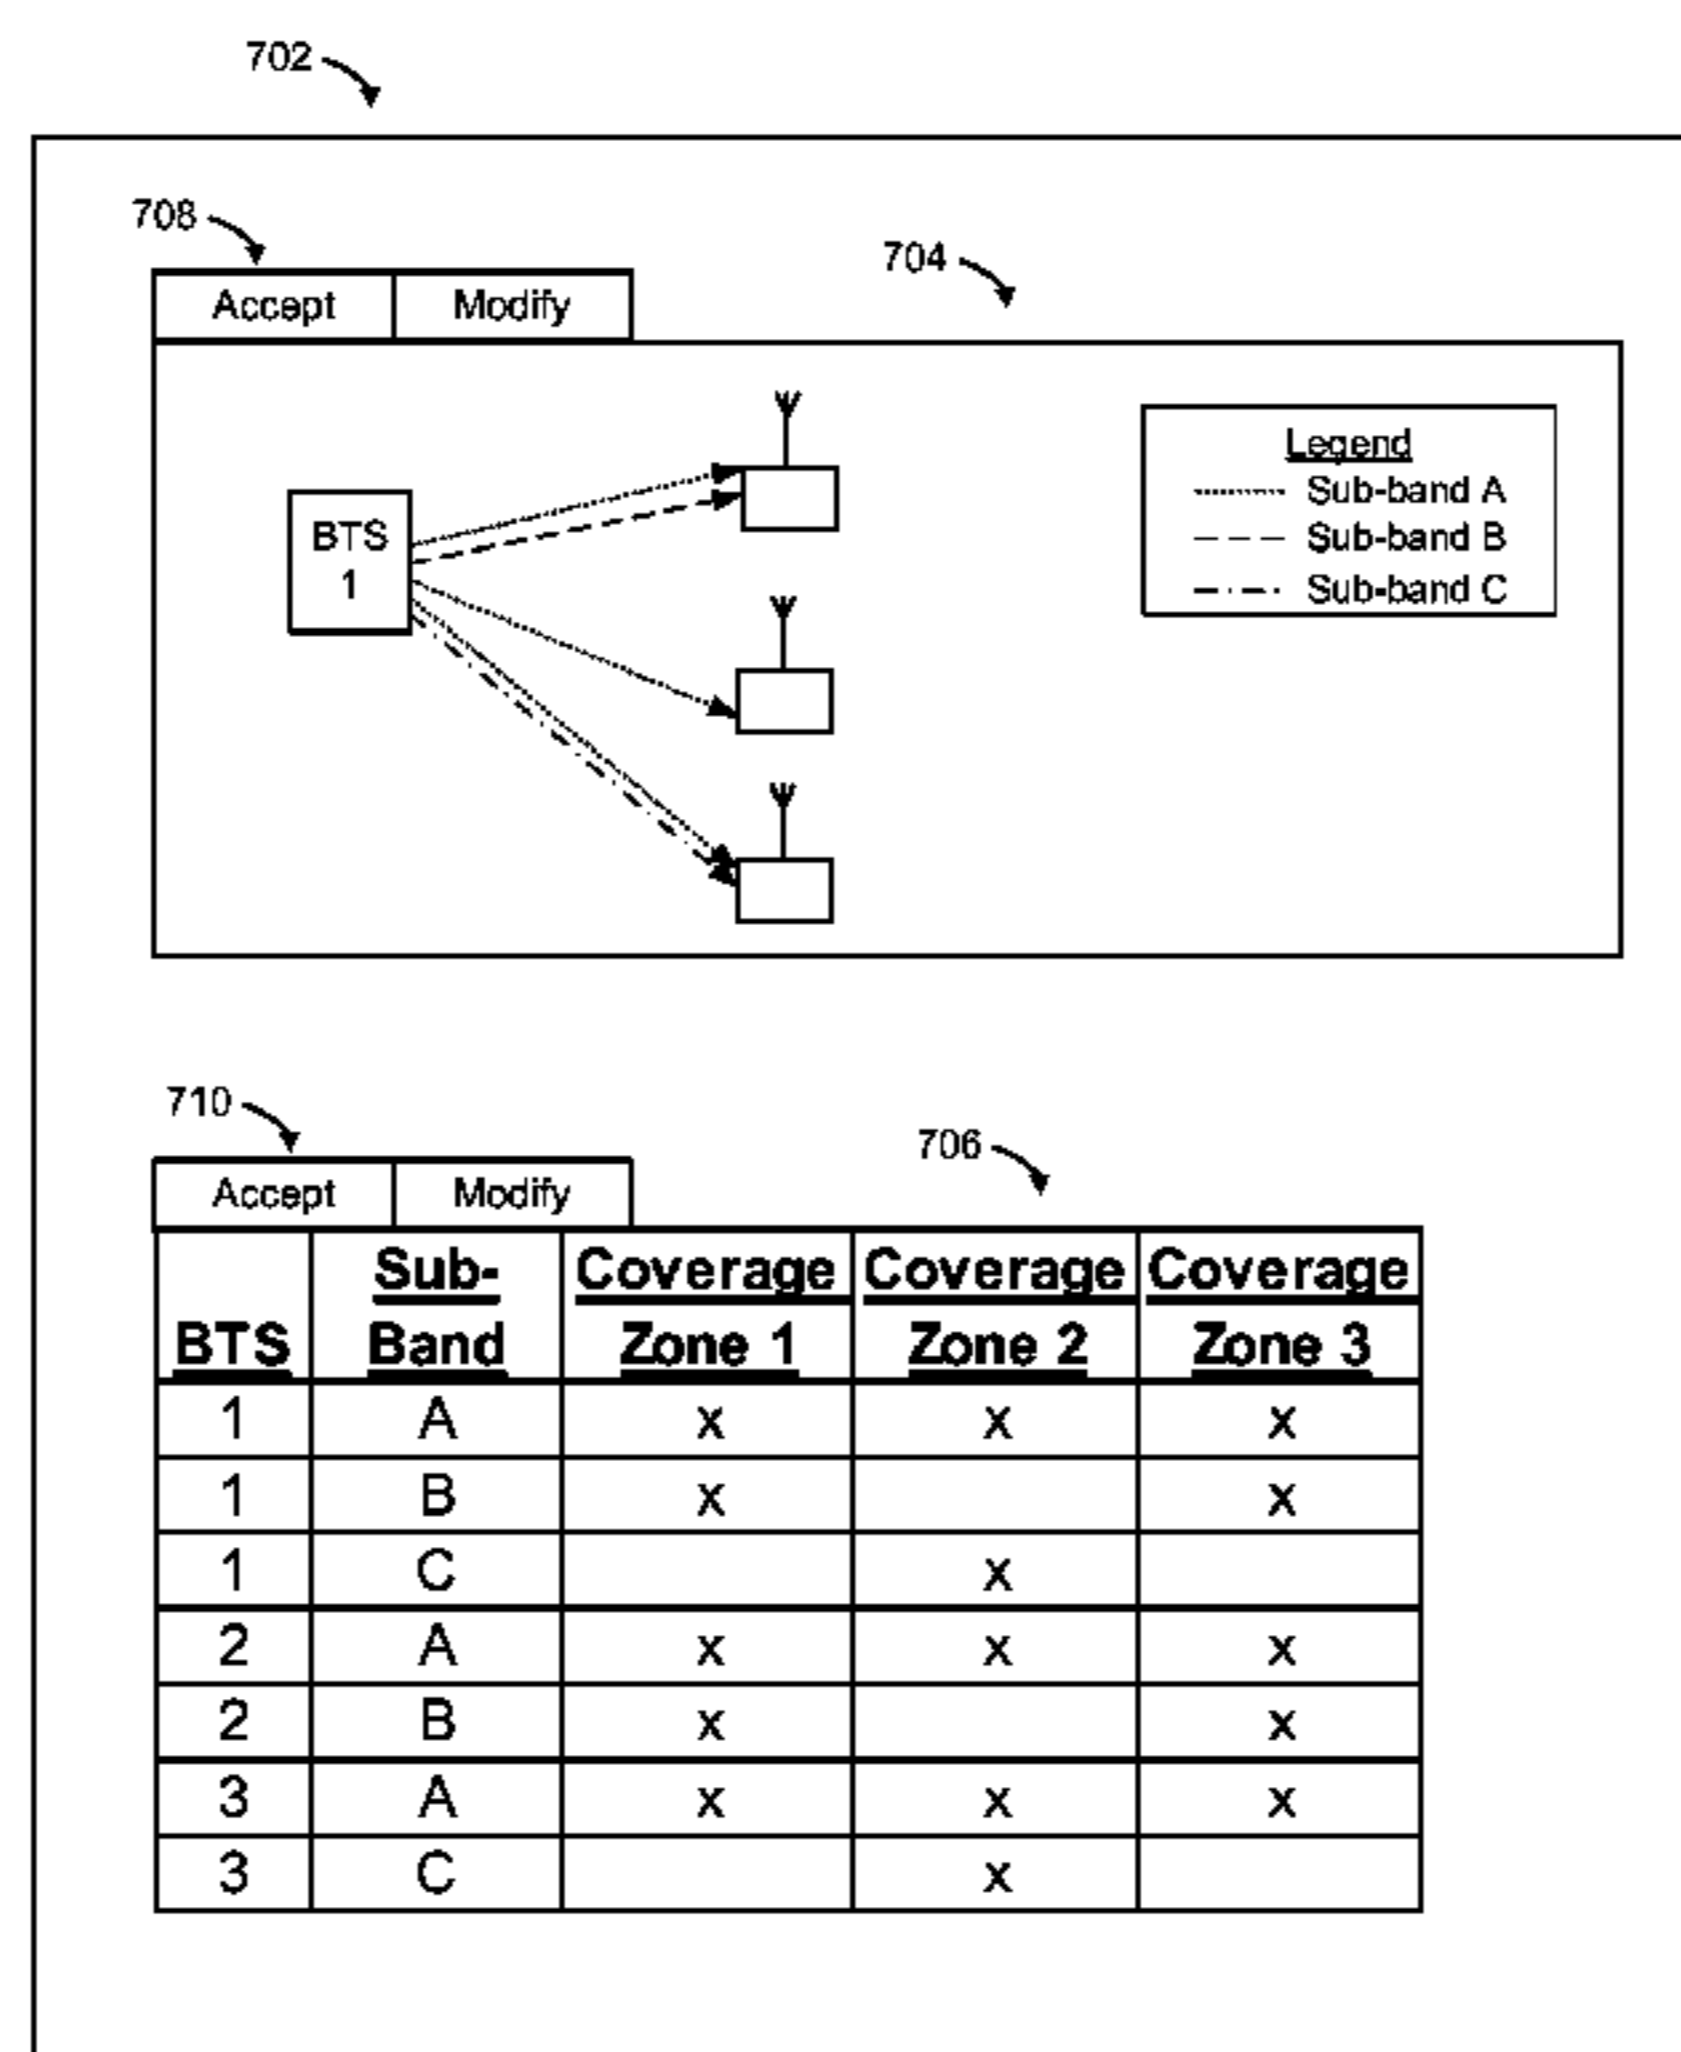 702
708
704
Accept Modify
BTS
1
Legend
Sub-band A
Sub-band B
Sub-band C
710
706
Accept Modify
BTS Sub-Band Coverage Zone 1 Coverage Zone 2 Coverage Zone 3
1 A x x x
1 B x x
1 C x
2 A x x x
2 B x x
3 A x x x
3 C x